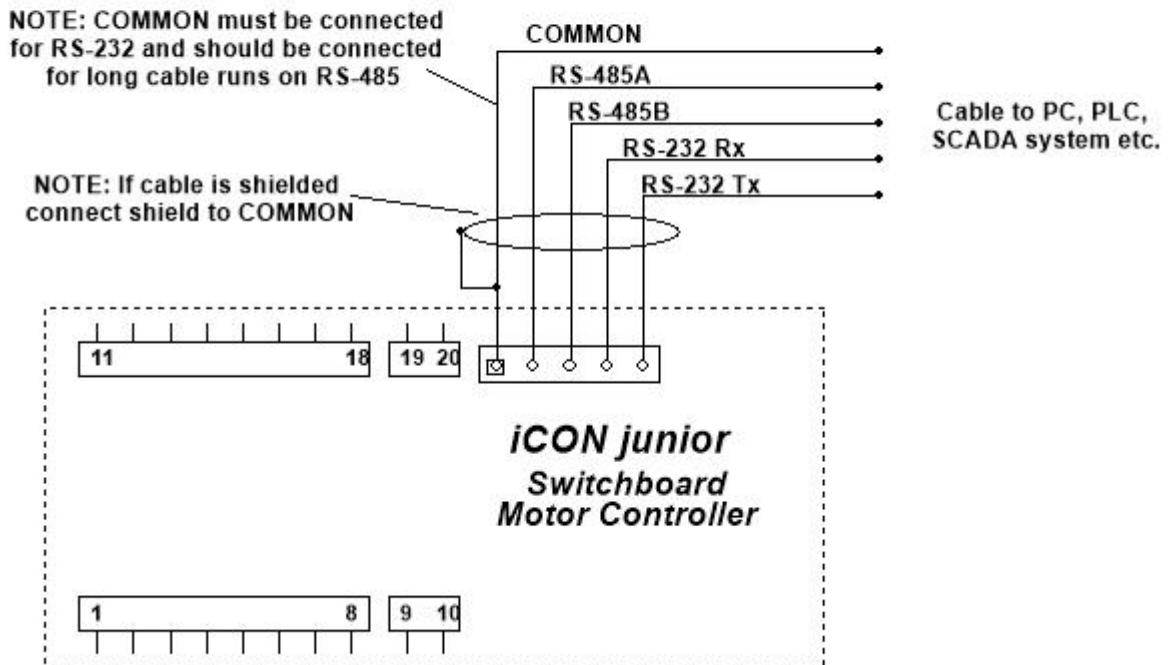 NOTE: COMMON must be connected
for RS-232 and should be connected
for long cable runs on RS-485
COMMON
RS-485A
RS-485B
RS-232 Rx
RS-232 Tx
Cable to PC, PLC,
SCADA system etc.
NOTE: If cable is shielded
connect shield to COMMON
11 18 19 20
iCON junior
Switchboard
Motor Controller
1 8 9 10